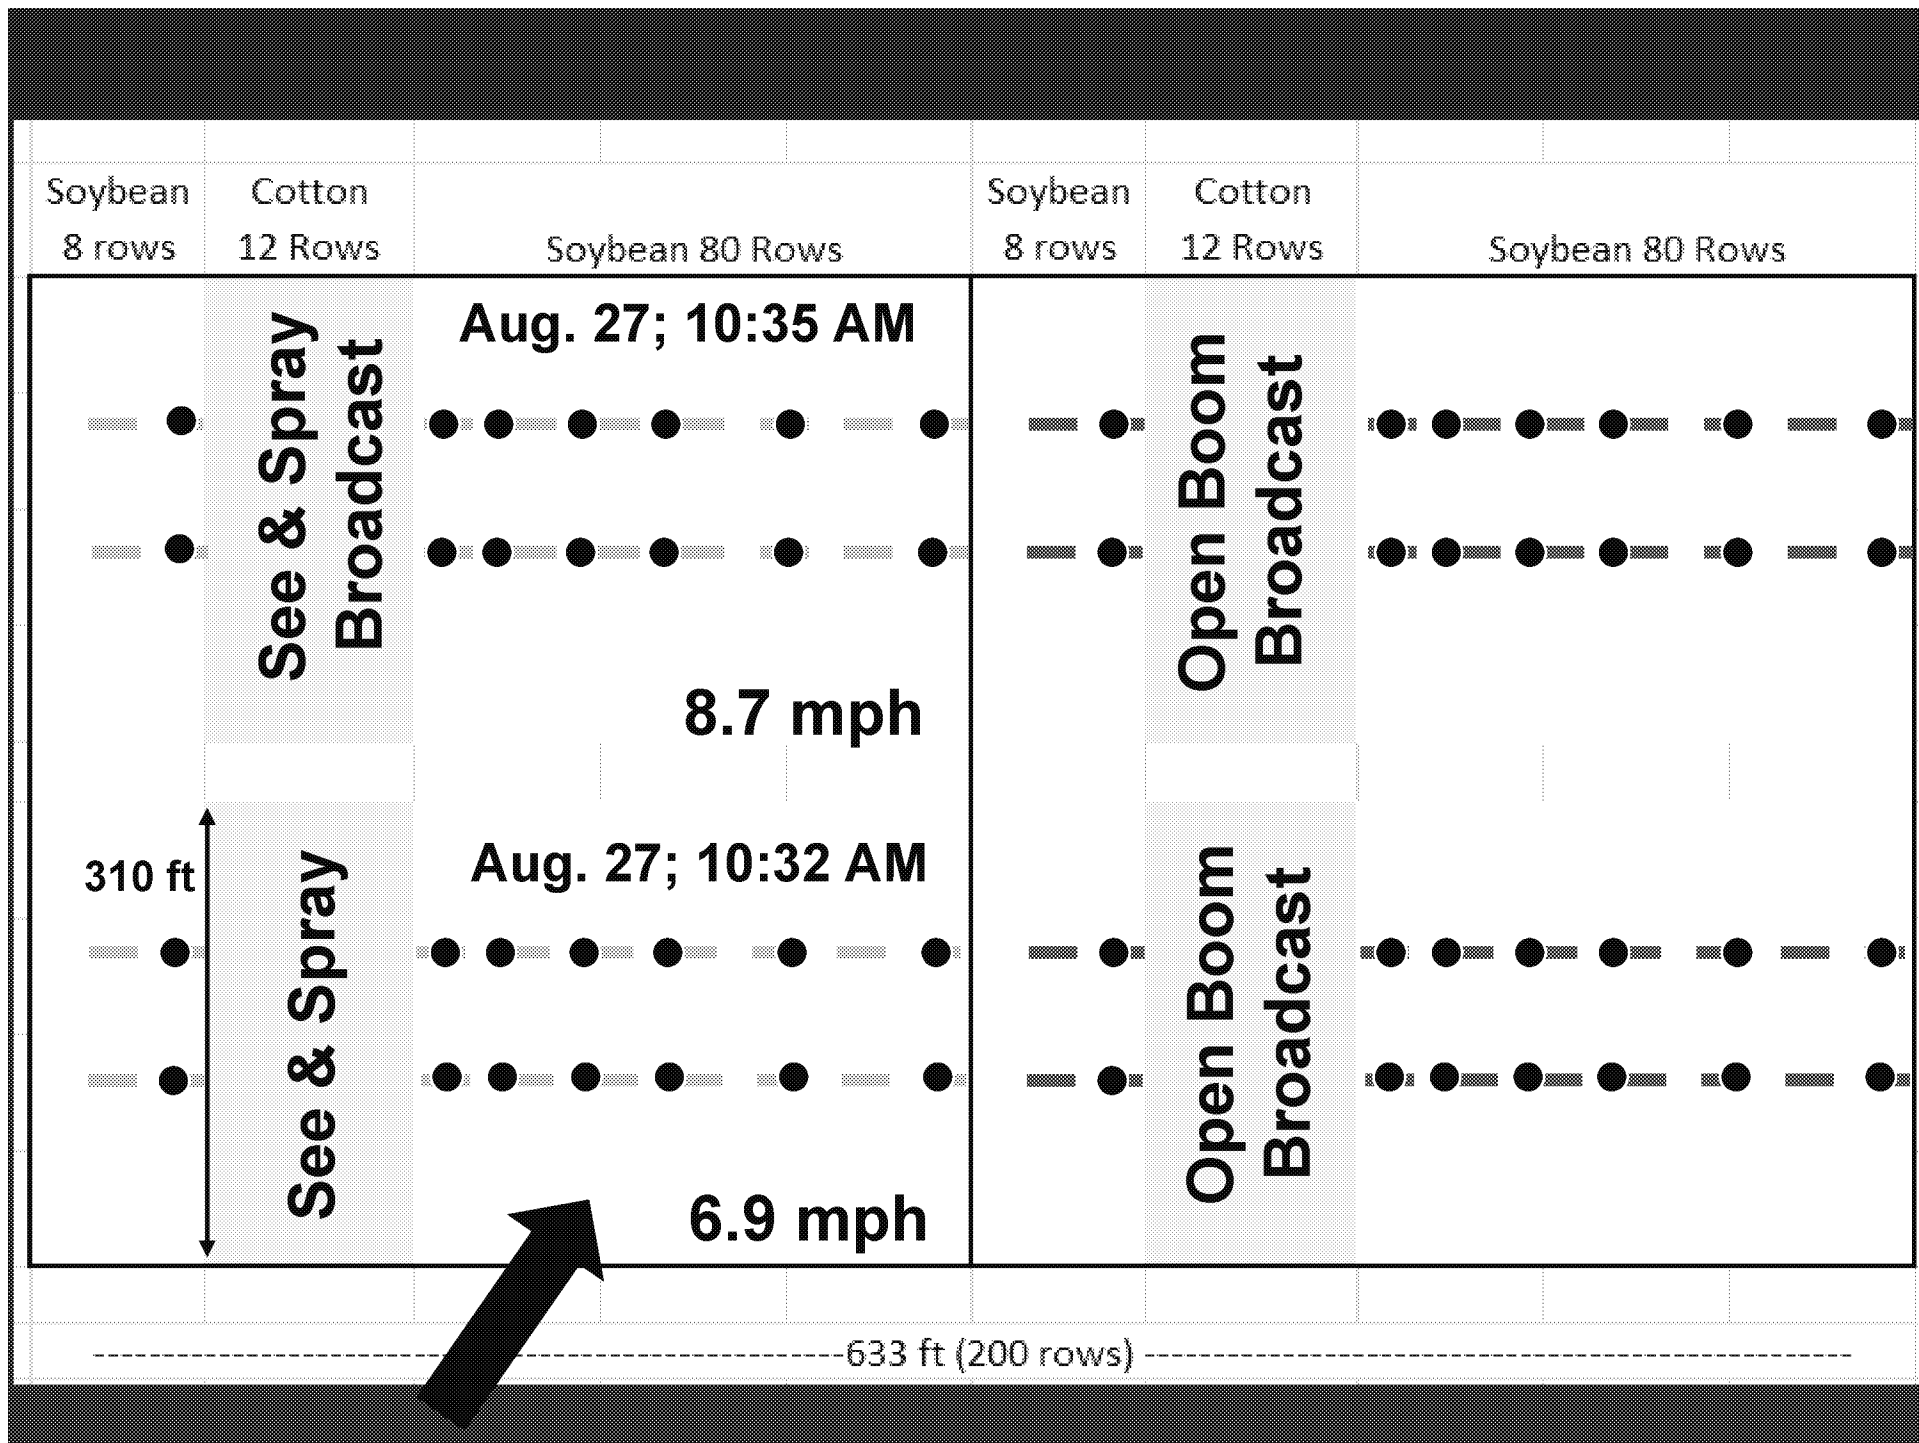 Soybean
8 rows
Cotton
12 Rows
Soybean 80 Rows
Soybean
8 rows
Cotton
12 Rows
Soybean 80 Rows
See & Spray
Broadcast
Aug. 27; 10:35 AM
8.7 mph
Open Boom
Broadcast
310 ft
See & Spray
Aug. 27; 10:32 AM
6.9 mph
Open Boom
Broadcast
633 ft (200 rows)